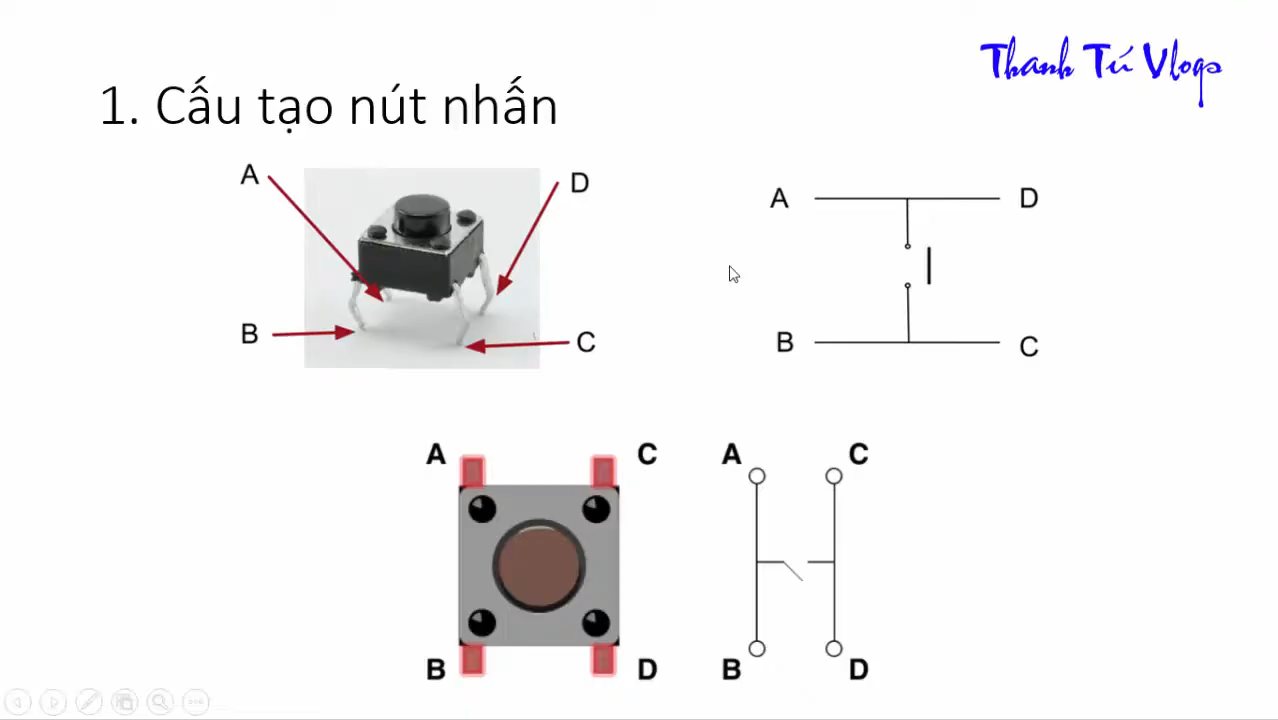 Thanh Tú Vlogs
1. Cấu tạo nút nhấn
A
D
B
C
A D
B C
A C
B D
A C
B D